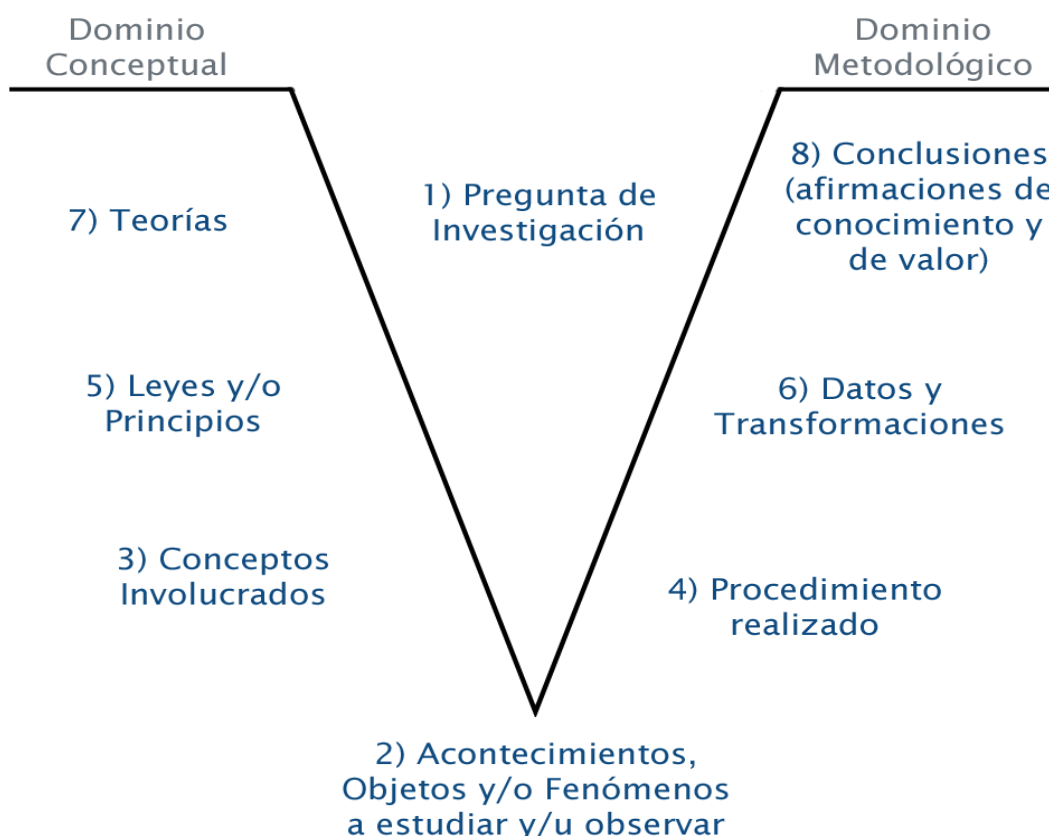 Dominio
Conceptual
Dominio
Metodológico
1) Pregunta de
Investigación
8) Conclusiones
(afirmaciones de
conocimiento y
de valor)
7) Teorías
5) Leyes y/o
Principios
6) Datos y
Transformaciones
3) Conceptos
Involucrados
4) Procedimiento
realizado
2) Acontecimientos,
Objetos y/o Fenómenos
a estudiar y/u observar